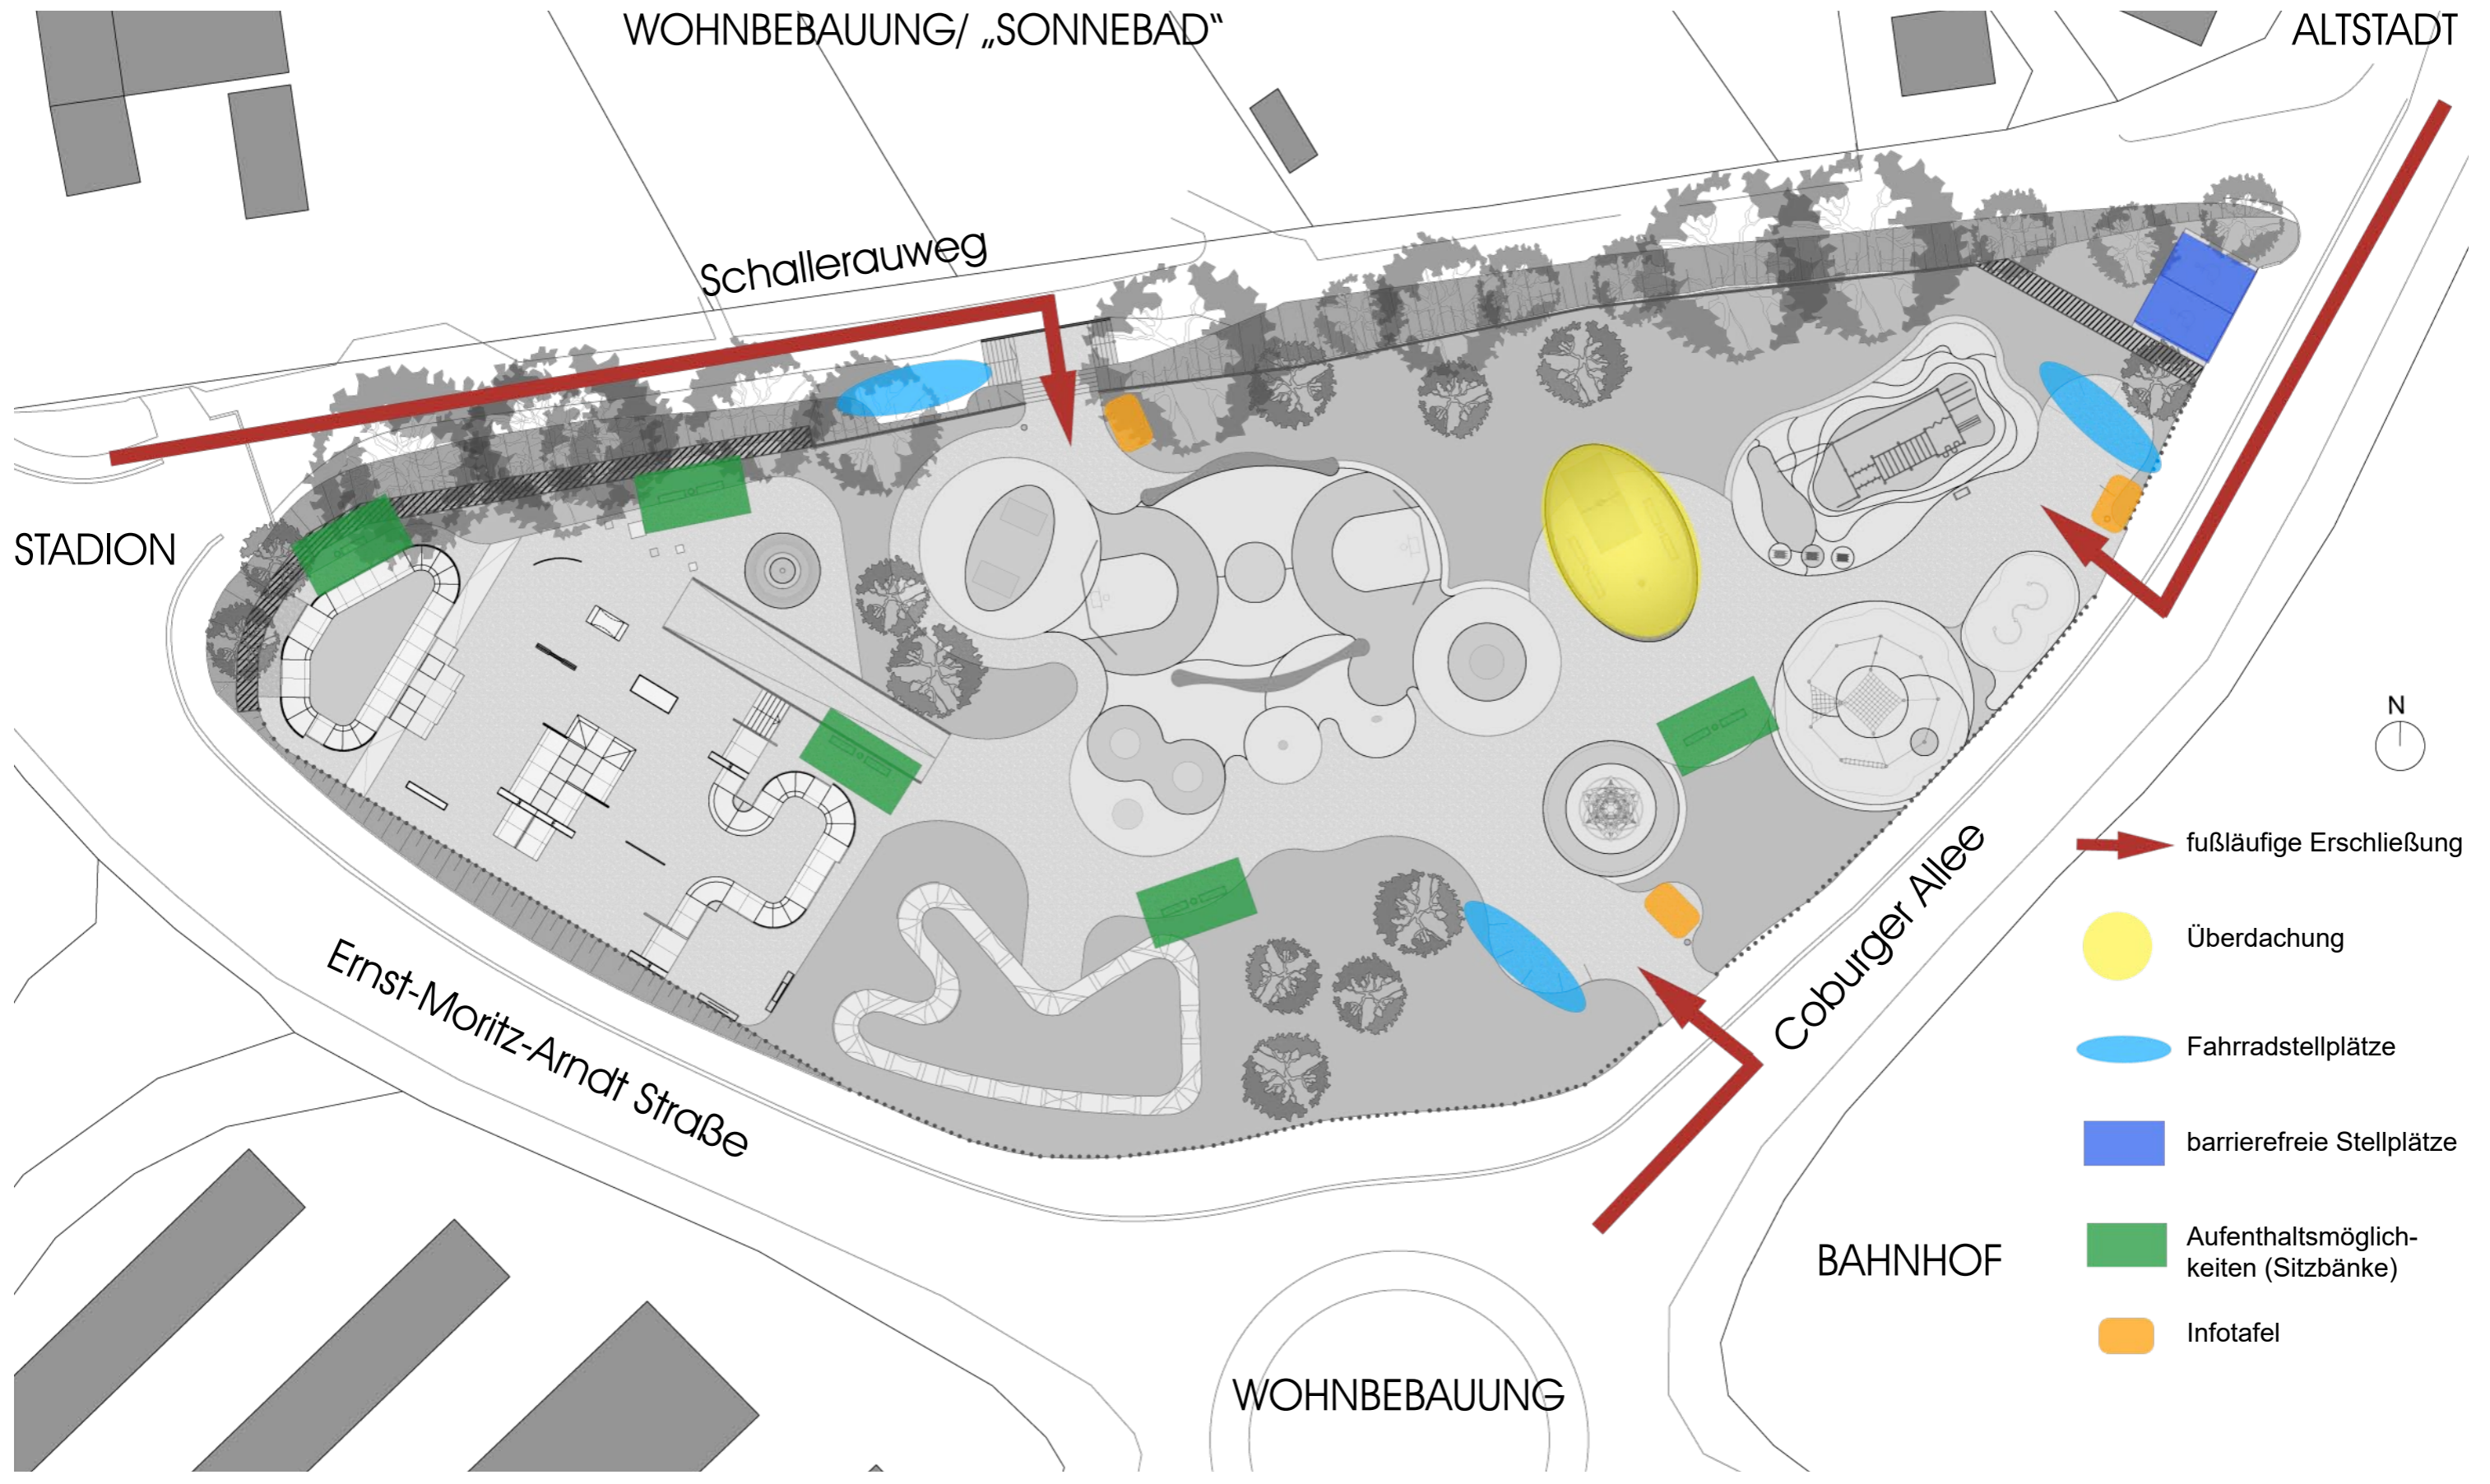 WOHNBEBAUUNG/ „SONNEBAD“
ALTSTADT
Schallerauweg
STADION
N
fußläufige Erschließung
Coburger Allee
Überdachung
Ernst-Moritz-Arndt Straße
Fahrradstellplätze
barrierefreie Stellplätze
Aufenthaltsmöglich-
keiten (Sitzbänke)
BAHNHOF
Infotafel
WOHNBEBAUUNG